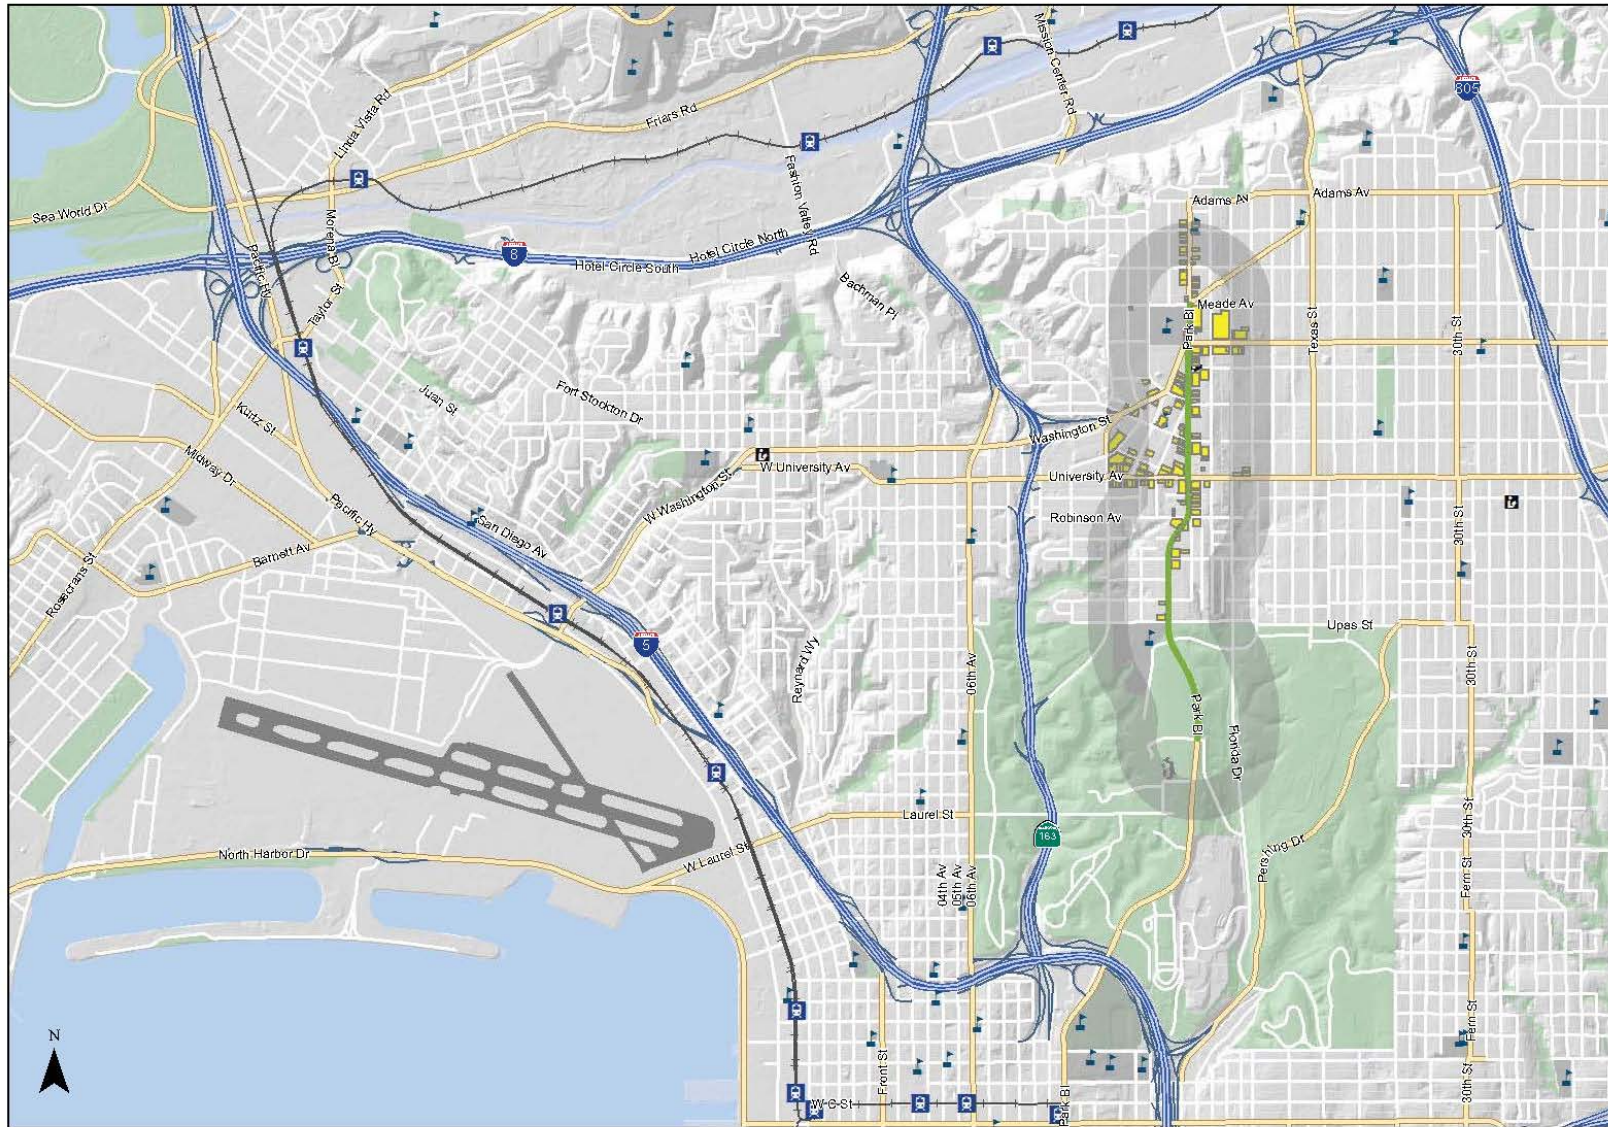 Mission Center Rd
805
Linda Vista Rd
Friars Rd
Fashion Valley Rd
Adams Av
Adams Av
Sea World Dr
Morena Bl
Pacific Hy
8
Hotel Circle North
Hotel Circle South
Bachman Pl
Taylor St
Meade Av
Park Bl
Texas St
30th St
Juan St
Fort Stockton Dr
Kurtz St
Washington St
Midway Dr
W University Av
University Av
W Washington St
Pacific Hy
San Diego Av
Robinson Av
30th St
Barnett Av
Rosecrans St
5
Upas St
Reynard Wy
06th Av
30th St
Park Bl
Florida Dr
Laurel St
163
30th St
North Harbor Dr
W Laurel St
Pershing Dr
04th Av
05th Av
06th Av
Fern St
Fern St
N
Front St
30th St
W C St
Park Bl